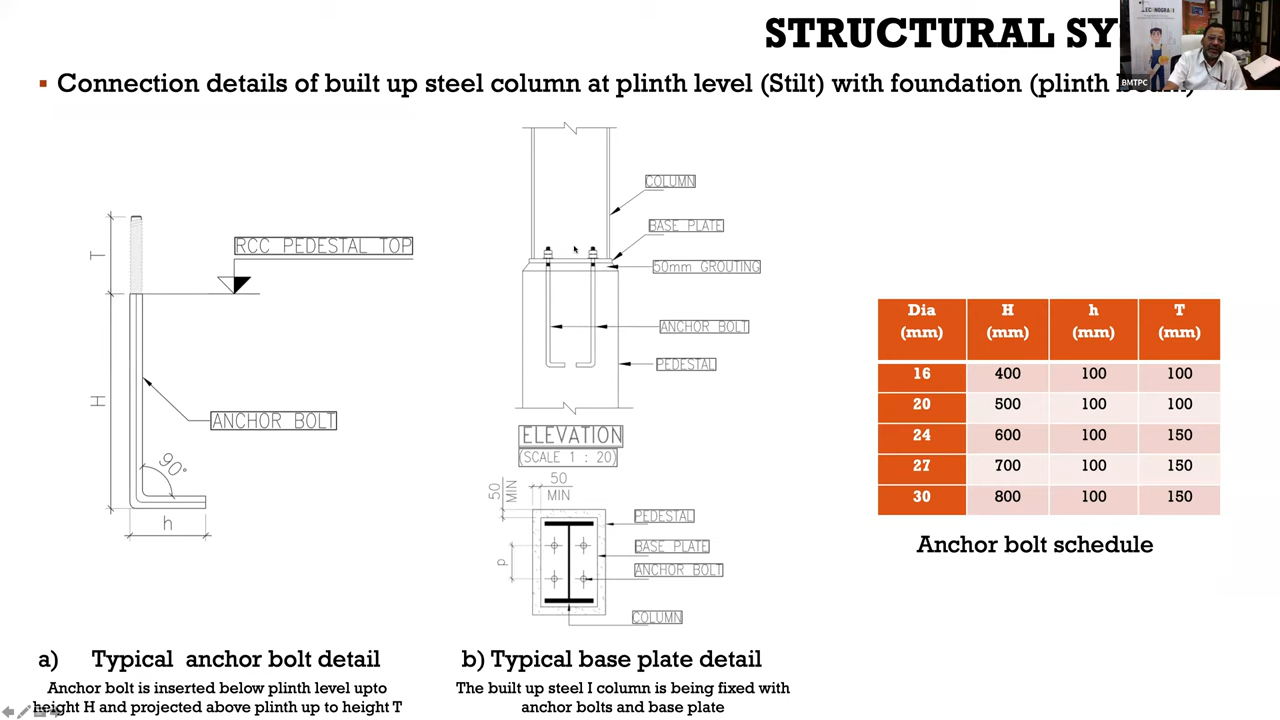 STRUCTURAL SY
▪ Connection details of built up steel column at plinth level (Stilt) with foundation (plinth beam)
BMTPC
T
RCC PEDESTAL TOP
H
ANCHOR BOLT
90°
h
COLUMN
BASE PLATE
50mm GROUTING
ANCHOR BOLT
PEDESTAL
ELEVATION
(SCALE 1 : 20)
50
MIN
50
MIN
PEDESTAL
BASE PLATE
ANCHOR BOLT
COLUMN
p
Dia (mm) H (mm) h (mm) T (mm)
16 400 100 100
20 500 100 100
24 600 100 150
27 700 100 150
30 800 100 150
Anchor bolt schedule
a) Typical anchor bolt detail
Anchor bolt is inserted below plinth level upto
height H and projected above plinth up to height T
b) Typical base plate detail
The built up steel I column is being fixed with
anchor bolts and base plate